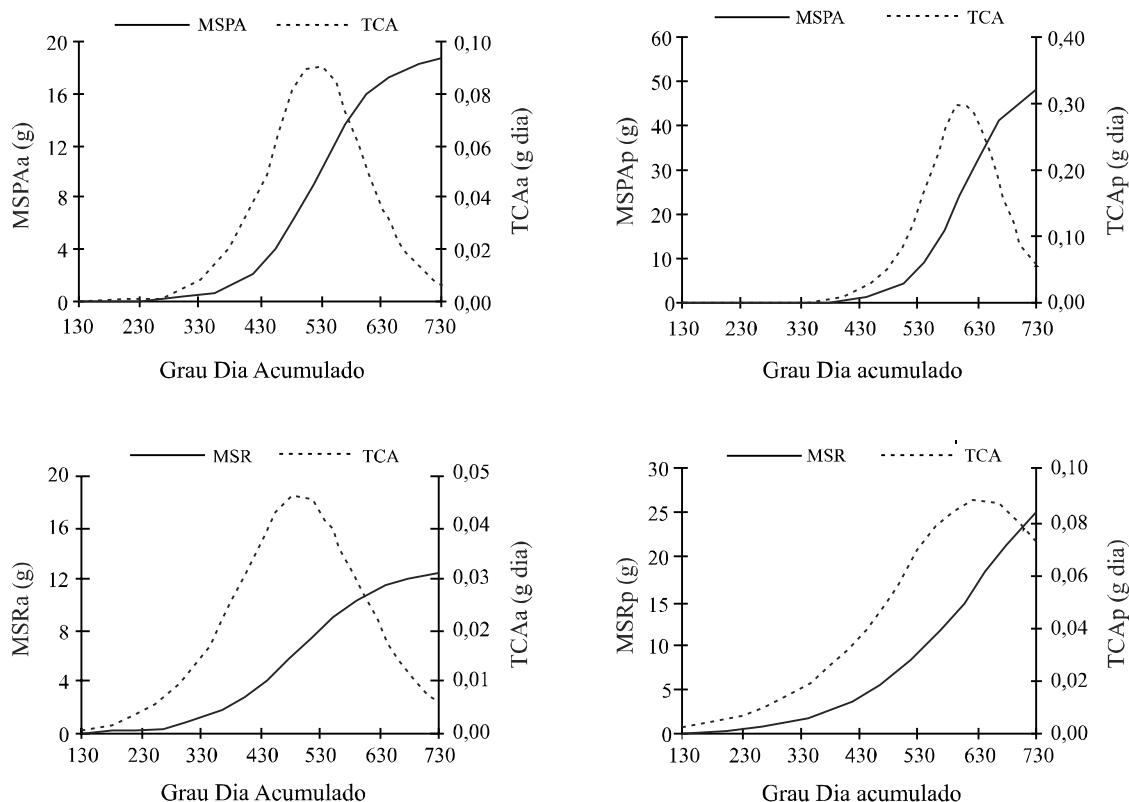 MSPA TCA
20
16
12
8
4
0
MSPAa (g)
0,10
0,08
0,06
0,04
0,02
0,00
TCAa (g dia)
130 230 330 430 530 630 730
Grau Dia Acumulado
MSPA TCA
60
50
40
30
20
10
0
MSPAp (g)
0,40
0,30
0,20
0,10
0,00
TCAp (g dia)
130 230 330 430 530 630 730
Grau Dia acumulado
MSR TCA
20
16
12
8
4
0
MSRa (g)
0,05
0,04
0,03
0,02
0,01
0,00
TCAa (g dia)
130 230 330 430 530 630 730
Grau Dia Acumulado
MSR TCA
30
25
20
15
10
5
0
MSRp (g)
0,10
0,08
0,06
0,04
0,02
0,00
TCAp (g dia)
130 230 330 430 530 630 730
Grau Dia acumulado